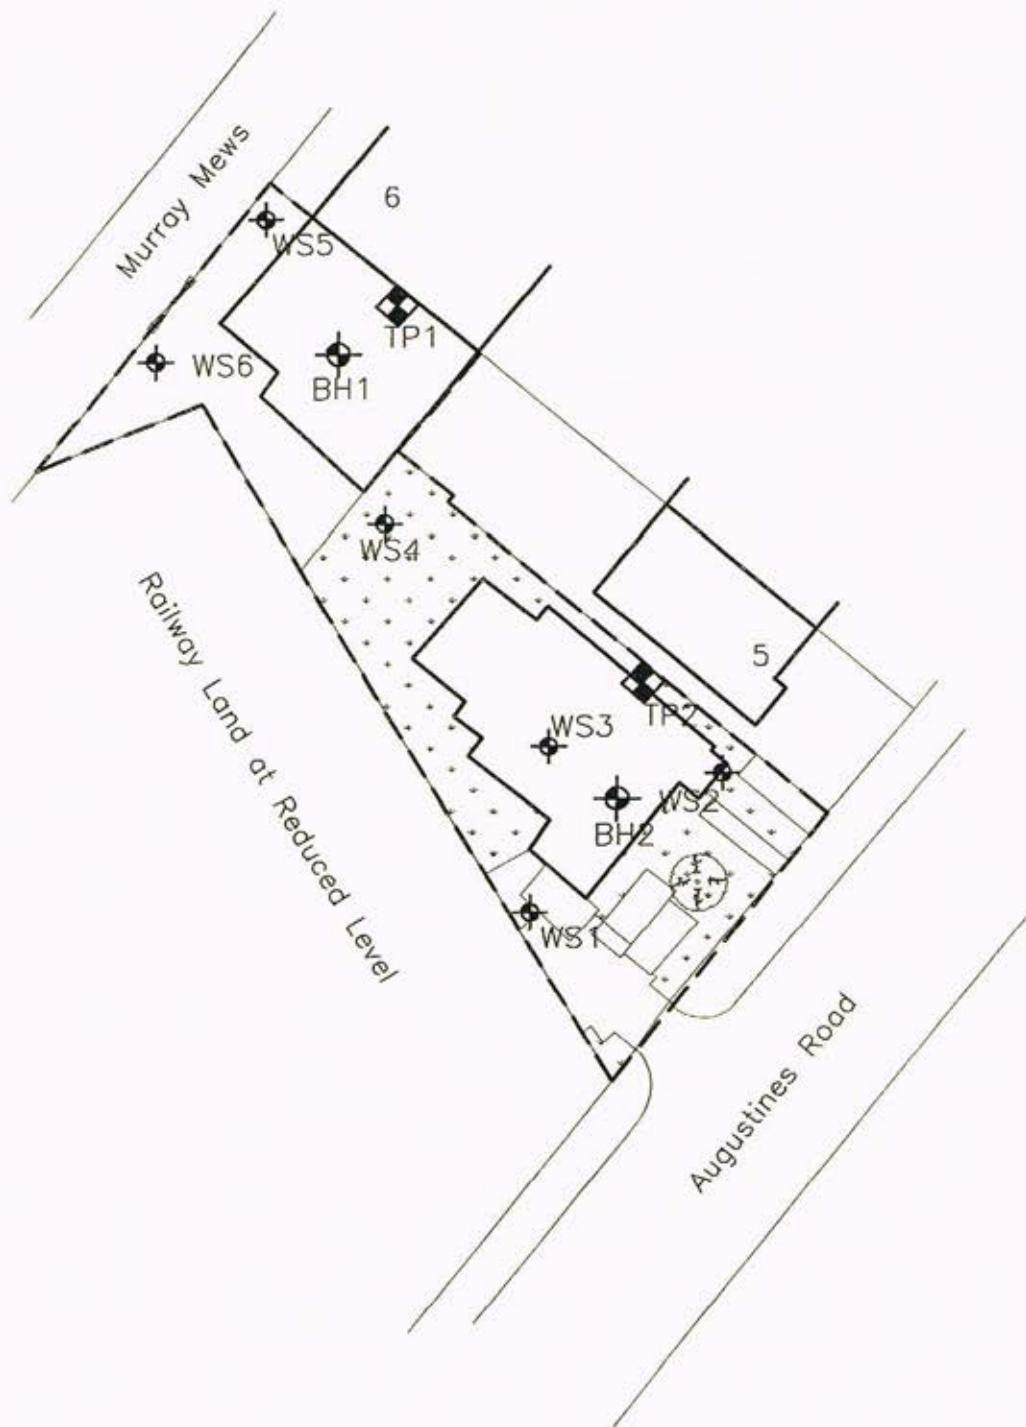 Murray Mews
6
WS5
TP1
WS6
BH1
WS4
Railway Land at Reduced Level
5
TP2
WS3
WS2
BH2
WS1
Augustines Road